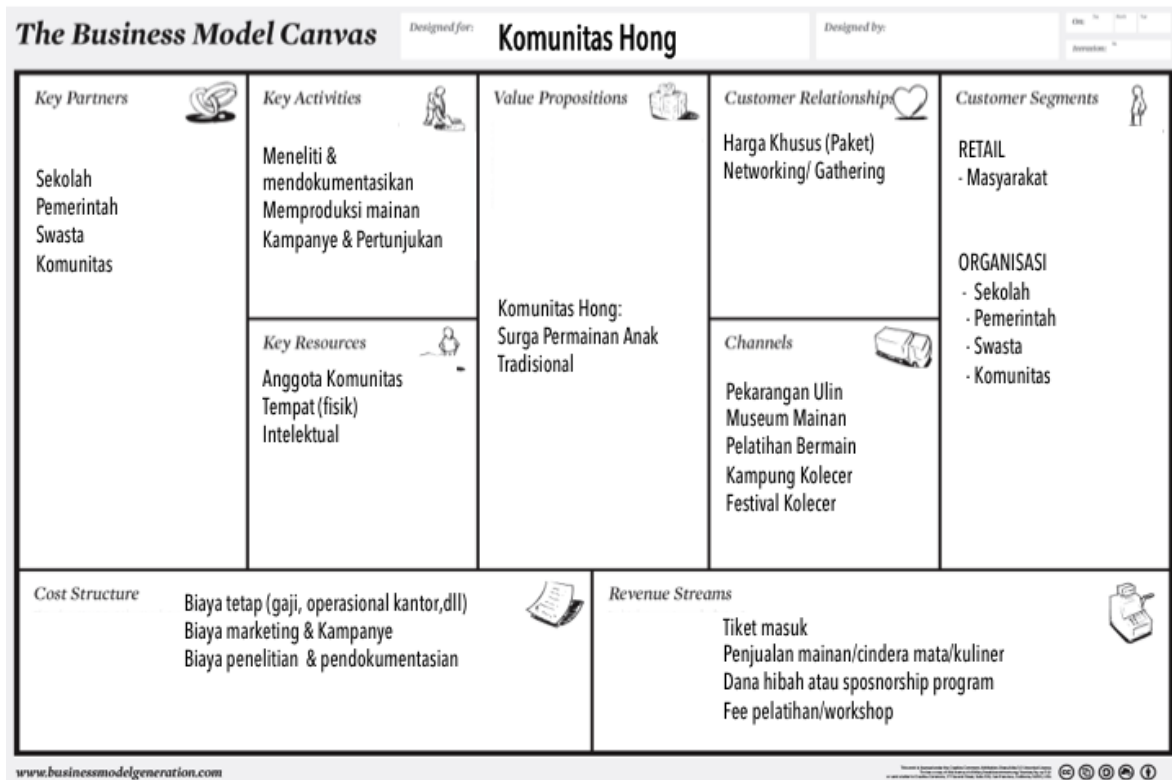 The Business Model Canvas
Designed for:
Komunitas Hong
Designed by:
On:
Iteration:
Key Partners
Sekolah
Pemerintah
Swasta
Komunitas
Key Activities
Meneliti &
mendokumentasikan
Memproduksi mainan
Kampanye & Pertunjukan
Key Resources
Anggota Komunitas
Tempat (fisik)
Intelektual
Value Propositions
Komunitas Hong:
Surga Permainan Anak
Tradisional
Customer Relationships
Harga Khusus (Paket)
Networking/ Gathering
Channels
Pekarangan Ulin
Museum Mainan
Pelatihan Bermain
Kampung Kolecer
Festival Kolecer
Customer Segments
RETAIL
- Masyarakat
ORGANISASI
- Sekolah
- Pemerintah
- Swasta
- Komunitas
Cost Structure
Biaya tetap (gaji, operasional kantor,dll)
Biaya marketing & Kampanye
Biaya penelitian & pendokumentasian
Revenue Streams
Tiket masuk
Penjualan mainan/cindera mata/kuliner
Dana hibah atau sposnorship program
Fee pelatihan/workshop
www.businessmodelgeneration.com